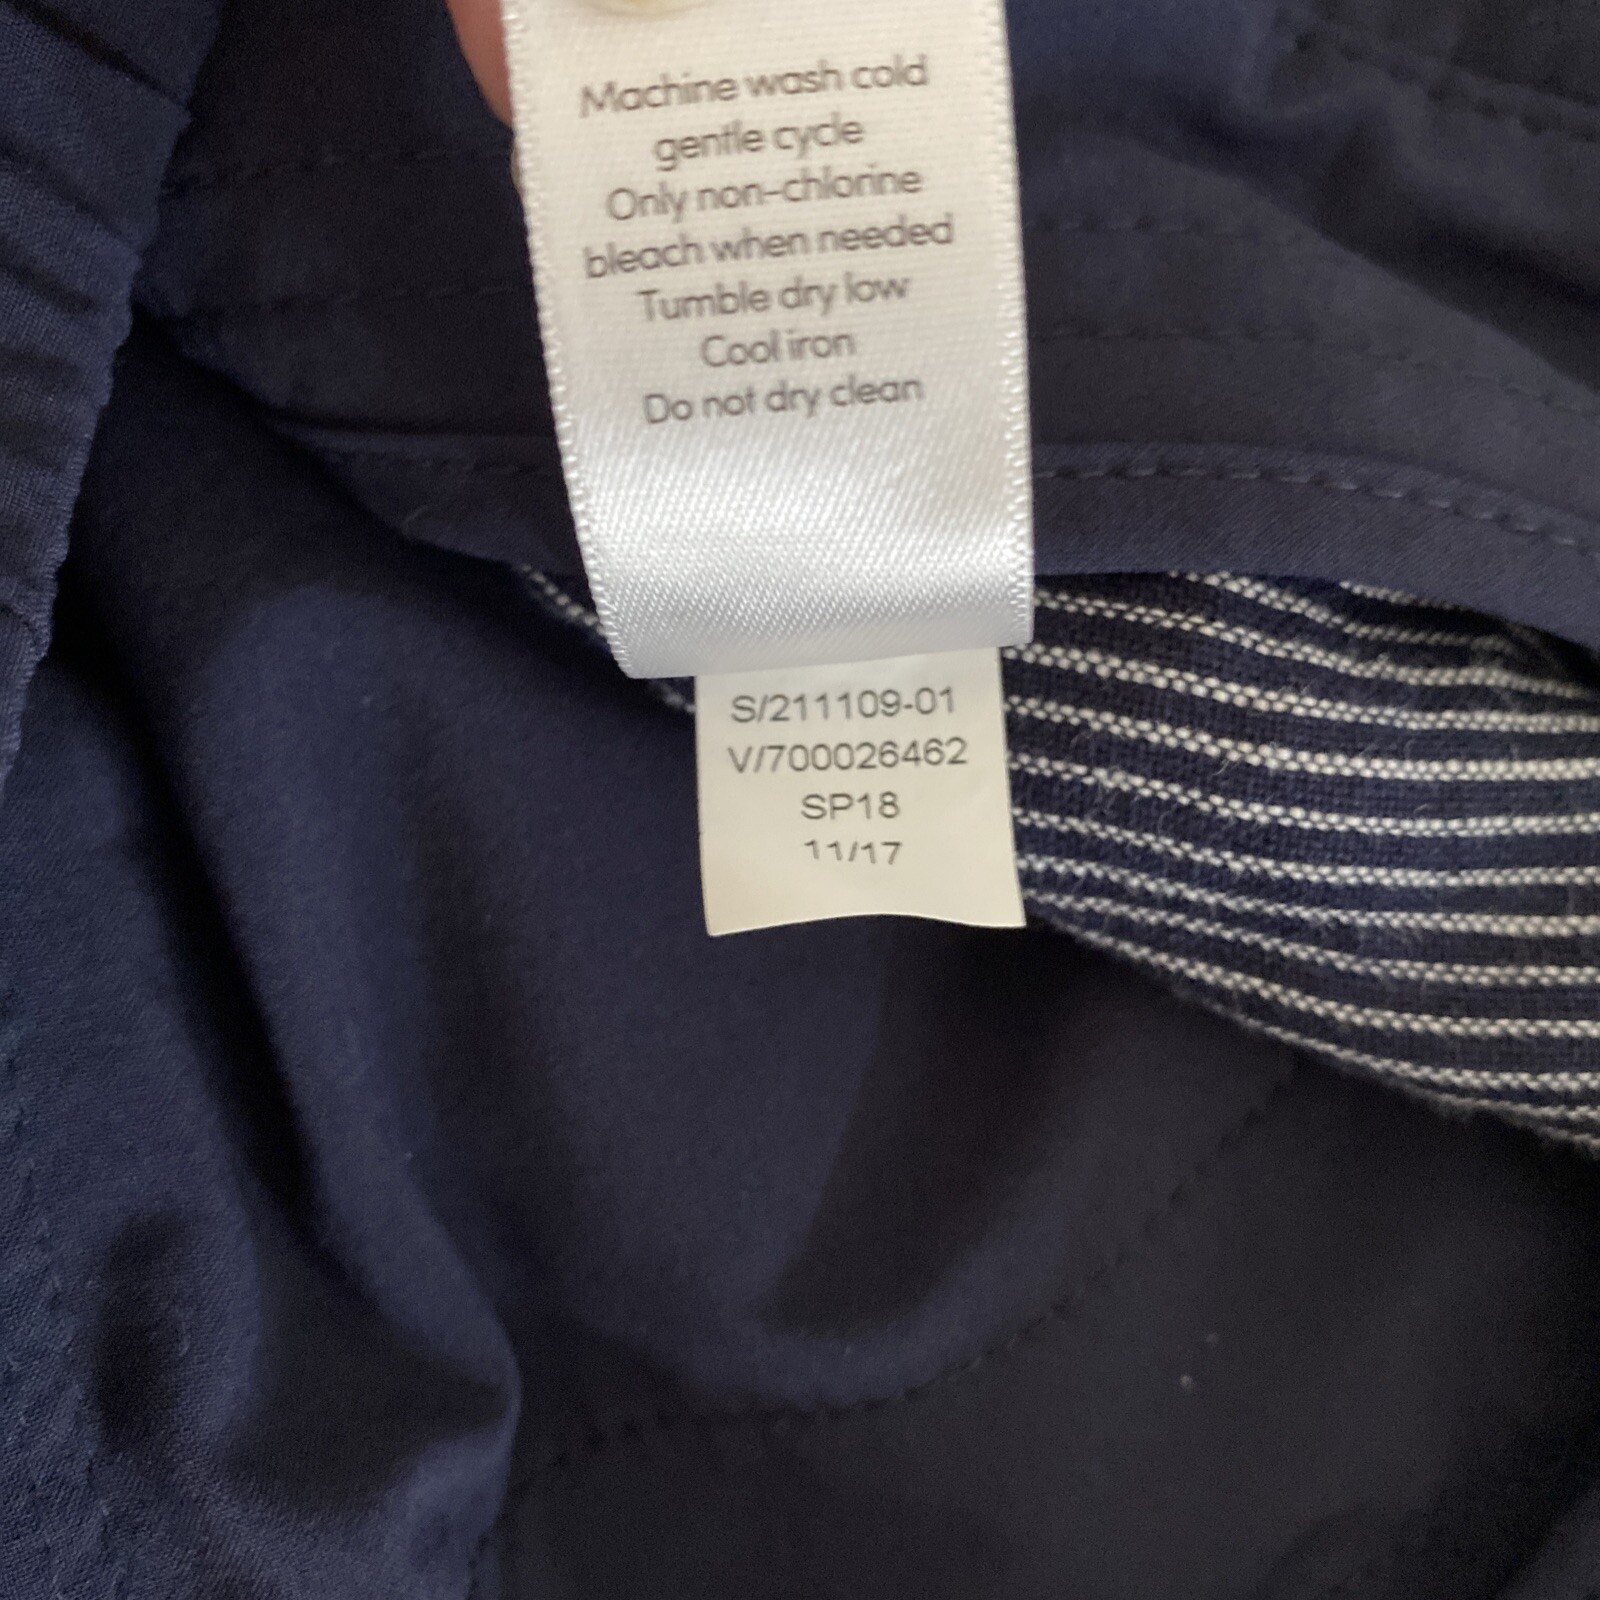 Machine wash cold
gentle cycle
Only non-chlorine
bleach when needed
Tumble dry low
Cool iron
Do not dry clean
S/211109-01
V/700026462
SP18
11/17